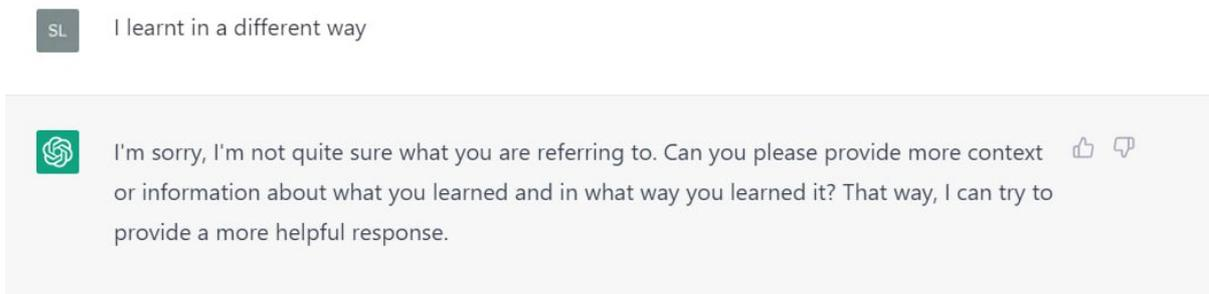 SL
I learnt in a different way
I'm sorry, I'm not quite sure what you are referring to. Can you please provide more context
or information about what you learned and in what way you learned it? That way, I can try to
provide a more helpful response.